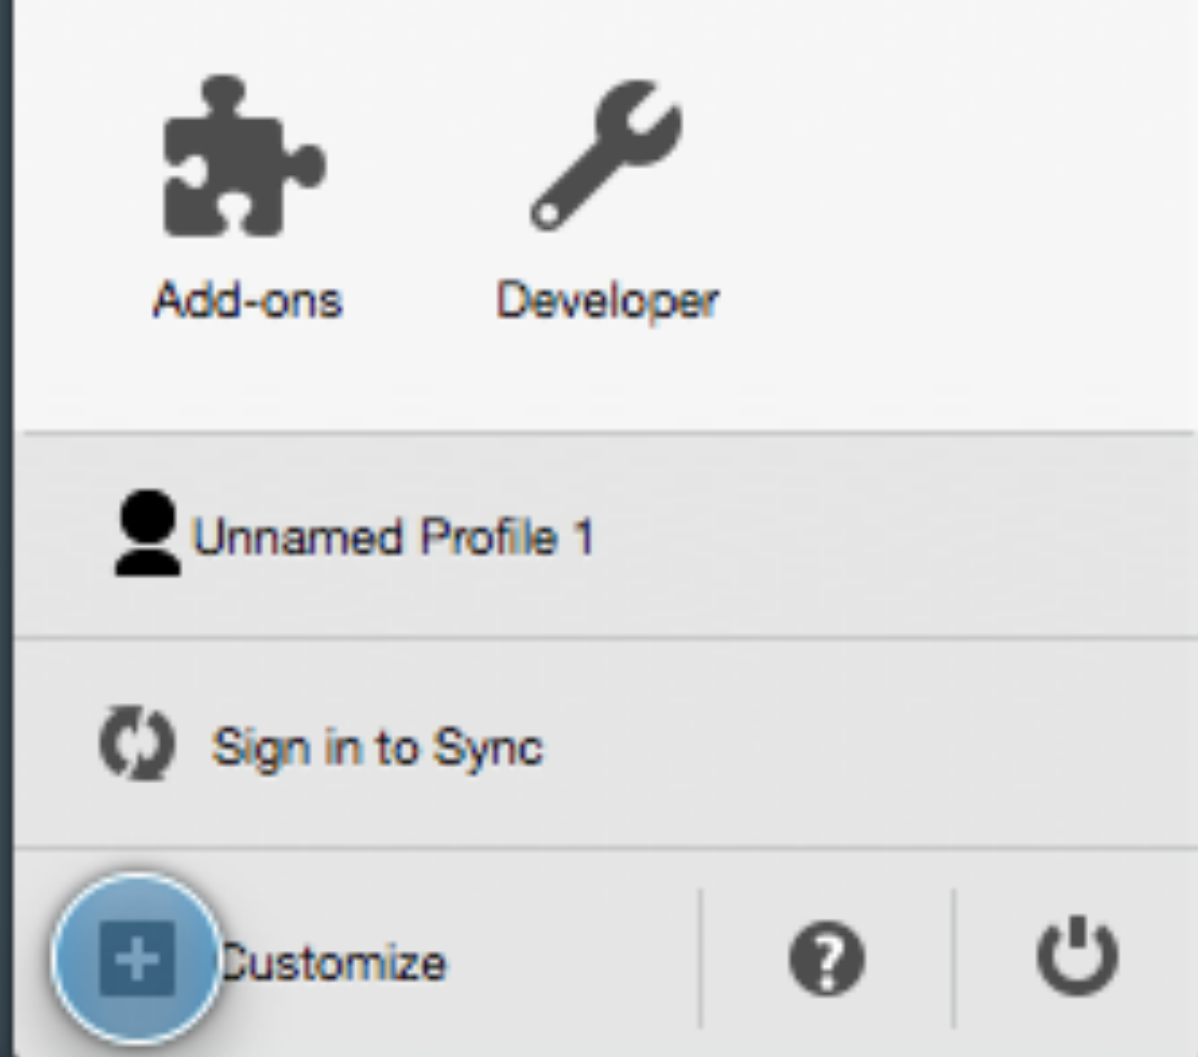 Add-ons Developer
Unnamed Profile 1
Sign in to Sync
Customize ?